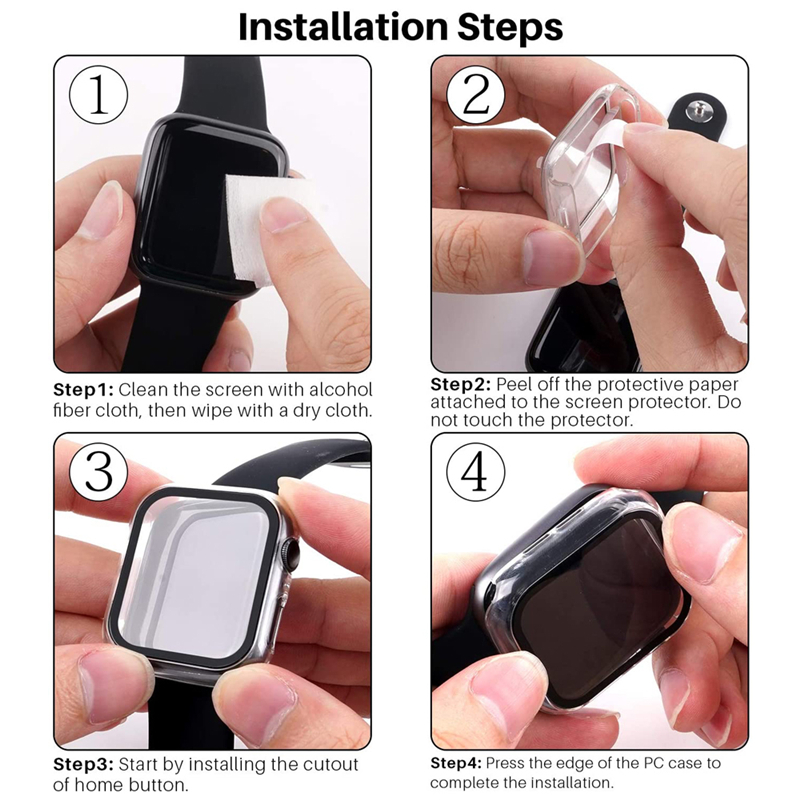 Installation Steps
1
2
Step1: Clean the screen with alcohol
fiber cloth, then wipe with a dry cloth.
Step2: Peel off the protective paper
attached to the screen protector. Do
not touch the protector.
3
4
Step3: Start by installing the cutout
of home button.
Step4: Press the edge of the PC case to
complete the installation.